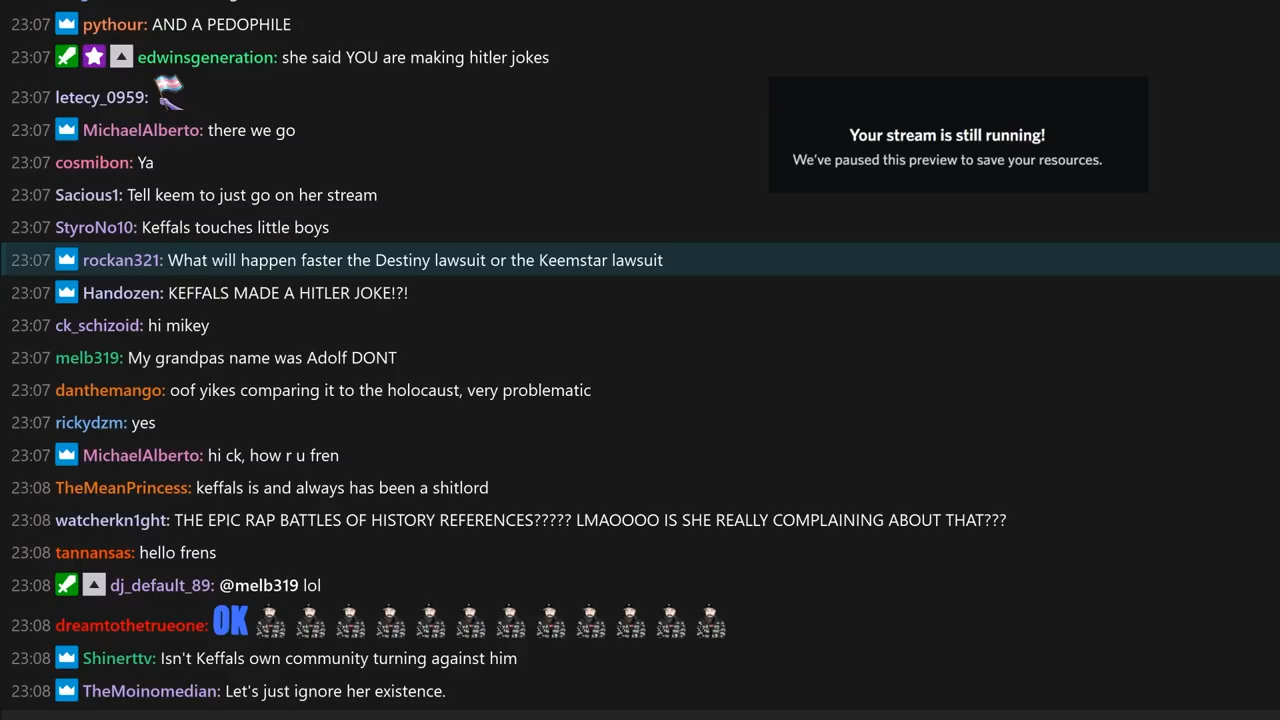 23:07 pythour: AND A PEDOPHILE
23:07 edwinsgeneration: she said YOU are making hitler jokes
23:07 letecy_0959:
23:07 MichaelAlberto: there we go
Your stream is still running!
We've paused this preview to save your resources.
23:07 cosmibon: Ya
23:07 Sacious1: Tell keem to just go on her stream
23:07 StyroNo10: Keffals touches little boys
23:07 rockan321: What will happen faster the Destiny lawsuit or the Keemstar lawsuit
23:07 Handozen: KEFFALS MADE A HITLER JOKE!?!
23:07 ck_schizoid: hi mikey
23:07 melb319: My grandpas name was Adolf DONT
23:07 danthemango: oof yikes comparing it to the holocaust, very problematic
23:07 rickydzm: yes
23:07 MichaelAlberto: hi ck, how r u fren
23:08 TheMeanPrincess: keffals is and always has been a shitlord
23:08 watcherkn1ght: THE EPIC RAP BATTLES OF HISTORY REFERENCES????? LMAOOOO IS SHE REALLY COMPLAINING ABOUT THAT???
23:08 tannansas: hello frens
23:08 dj_default_89: @melb319 lol
23:08 dreamtothetrueone: OK
23:08 Shinerttv: Isn't Keffals own community turning against him
23:08 TheMoinomedian: Let's just ignore her existence.